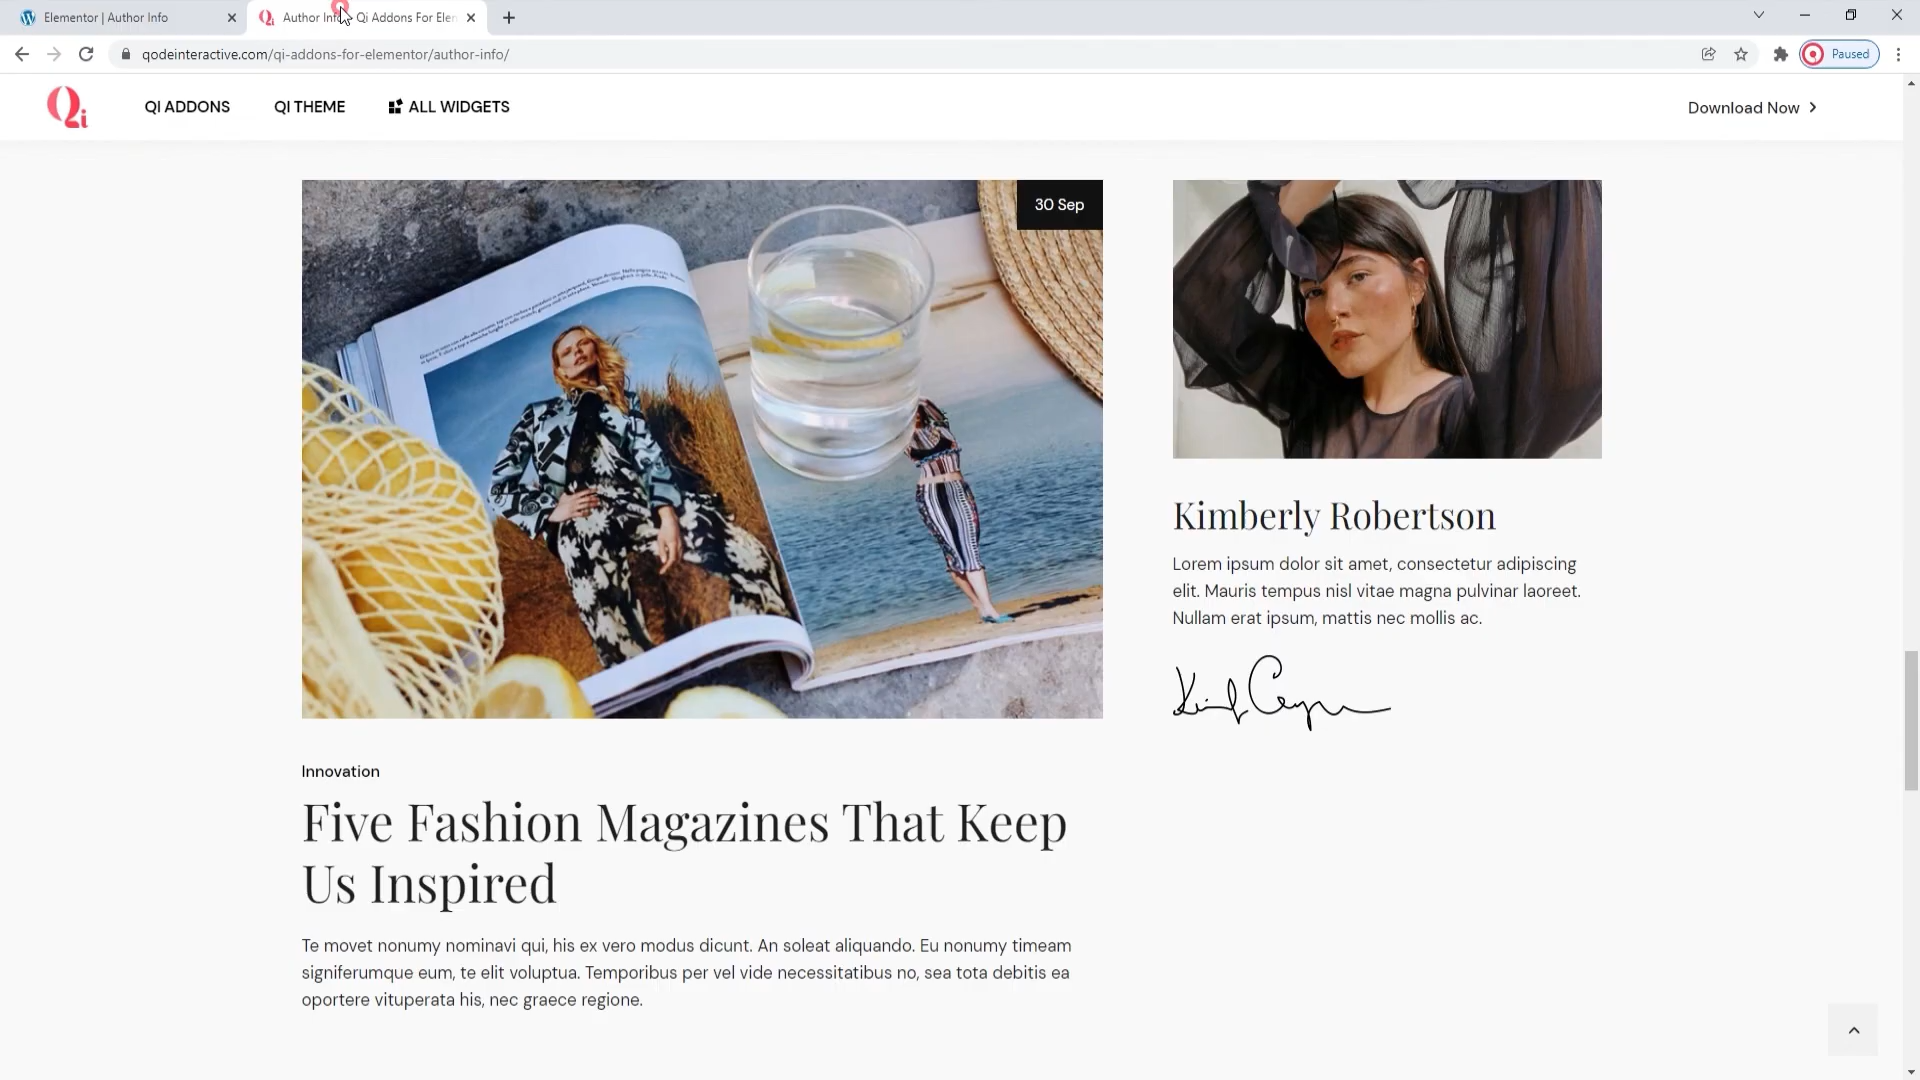 Elementor | Author Info
Author Inf Qi Addons For Elem
qodeinteractive.com/qi-addons-for-elementor/author-info/
Paused
Qi
QI ADDONS
QI THEME
ALL WIDGETS
Download Now
30 Sep
Kimberly Robertson
Lorem ipsum dolor sit amet, consectetur adipiscing
elit. Mauris tempus nisl vitae magna pulvinar laoreet.
Nullam erat ipsum, mattis nec mollis ac.
Innovation
Five Fashion Magazines That Keep
Us Inspired
Te movet nonumy nominavi qui, his ex vero modus dicunt. An soleat aliquando. Eu nonumy timeam
signiferumque eum, te elit voluptua. Temporibus per vel vide necessitatibus no, sea tota debitis ea
oportere vituperata his, nec graece regione.